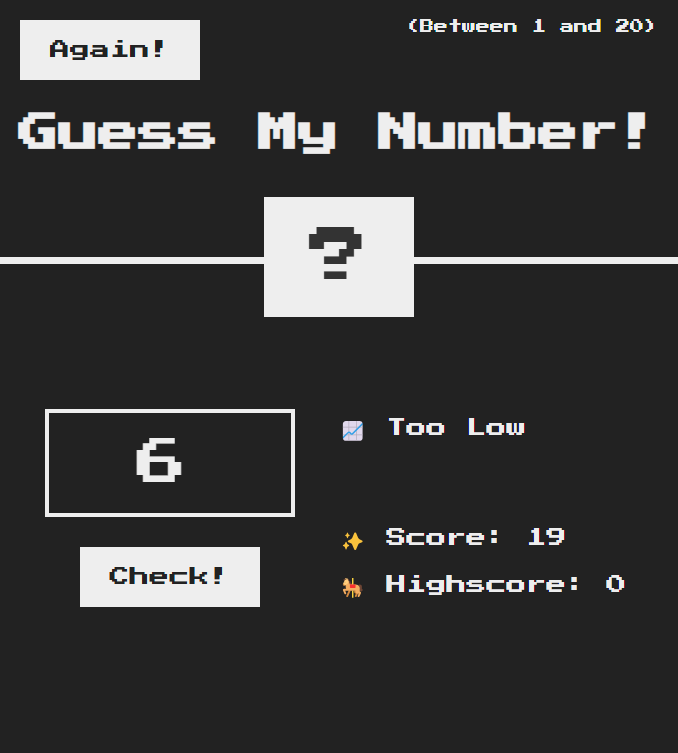 (Between 1 and 20)
Again!
Guess My Number!
?
6
Too Low
Check!
Score: 19
Highscore: 0